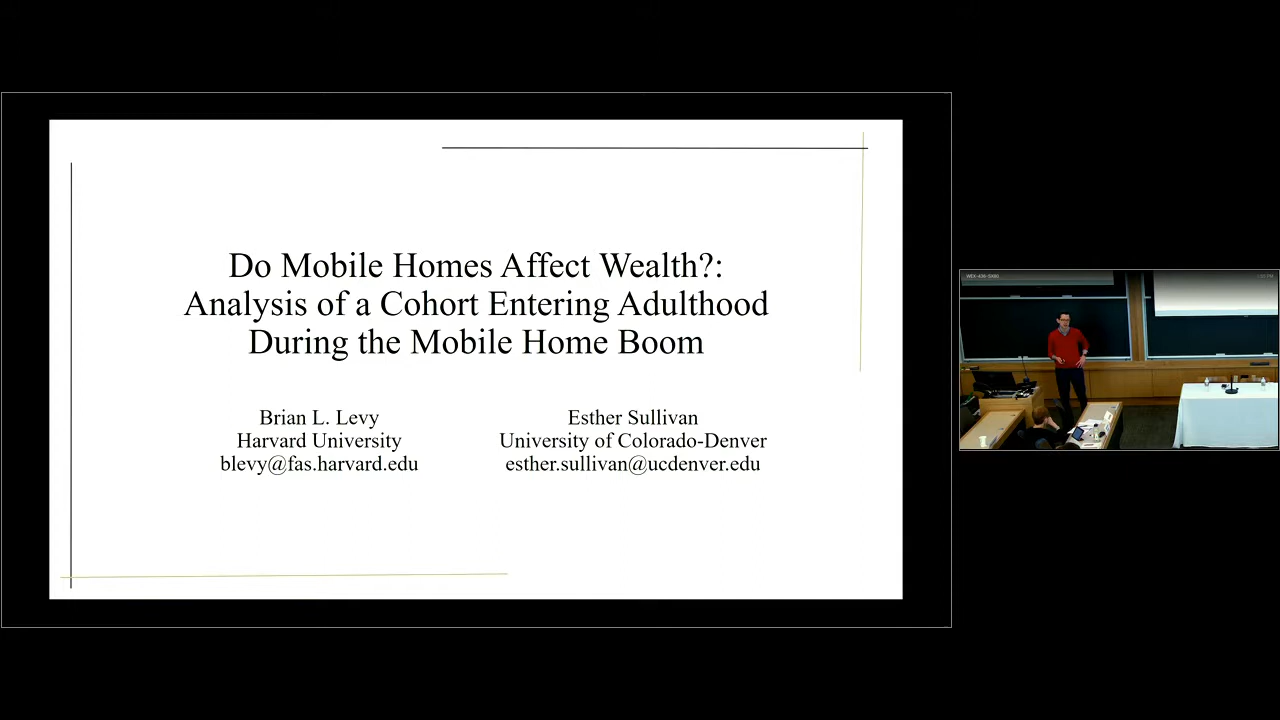 Do Mobile Homes Affect Wealth?:
Analysis of a Cohort Entering Adulthood
During the Mobile Home Boom
Brian L. Levy
Harvard University
blevy@fas.harvard.edu
Esther Sullivan
University of Colorado-Denver
esther.sullivan@ucdenver.edu